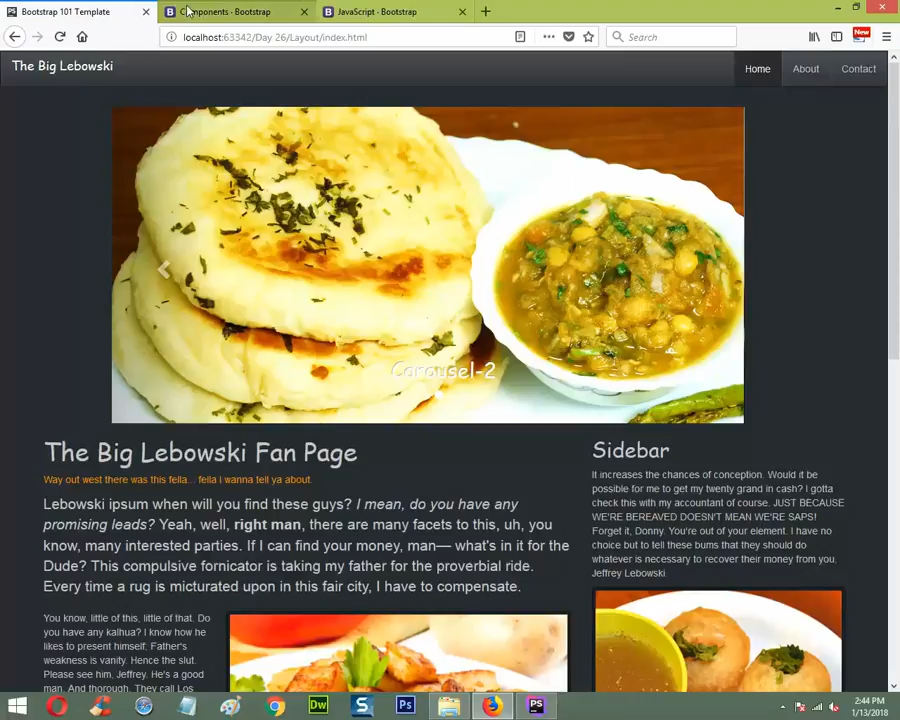 Bootstrap 101 Template
Components - Bootstrap
JavaScript - Bootstrap
localhost:63342/Day 26/Layout/index.html
Search
New
The Big Lebowski
Home
About
Contact
Carousel-2
The Big Lebowski Fan Page
Way out west there was this fella... fella i wanna tell ya about.
Lebowski ipsum when will you find these guys? I mean, do you have any
promising leads? Yeah, well, right man, there are many facets to this, uh, you
know, many interested parties. If I can find your money, man— what's in it for the
Dude? This compulsive fornicator is taking my father for the proverbial ride.
Every time a rug is micturated upon in this fair city, I have to compensate.
You know, little of this, little of that. Do
you have any kalhua? I know how he
likes to present himself. Father's
weakness is vanity. Hence the slut.
Please see him, Jeffrey. He's a good
man. And thorough. They call Los
Sidebar
It increases the chances of conception. Would it be
possible for me to get my twenty grand in cash? I gotta
check this with my accountant of course. JUST BECAUSE
WE'RE BEREAVED DOESN'T MEAN WE'RE SAPS!
Forget it, Donny. You're out of your element. I have no
choice but to tell these bums that they should do
whatever is necessary to recover their money from you,
Jeffrey Lebowski.
Dw
S
Ps
PS
2:44 PM
1/13/2018